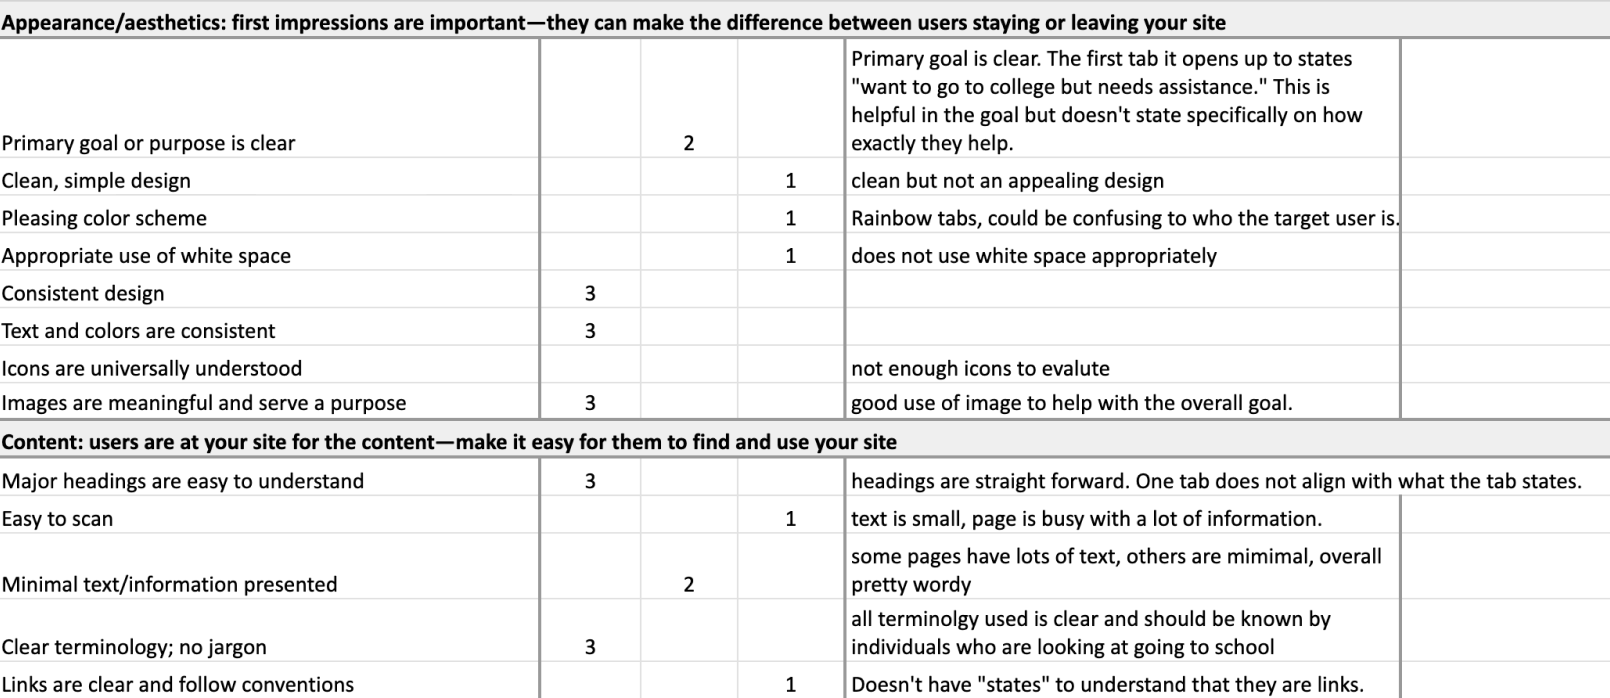 Appearance/aesthetics: first impressions are important—they can make the difference between users staying or leaving your site
Primary goal is clear. The first tab it opens up to states
"want to go to college but needs assistance." This is
helpful in the goal but doesn't state specifically on how
Primary goal or purpose is clear 2 exactly they help.
Clean, simple design 1 clean but not an appealing design
Pleasing color scheme 1 Rainbow tabs, could be confusing to who the target user is.
Appropriate use of white space 1 does not use white space appropriately
Consistent design 3
Text and colors are consistent 3
Icons are universally understood not enough icons to evalute
Images are meaningful and serve a purpose 3 good use of image to help with the overall goal.
Content: users are at your site for the content—make it easy for them to find and use your site
Major headings are easy to understand 3 headings are straight forward. One tab does not align with what the tab states.
Easy to scan 1 text is small, page is busy with a lot of information.
some pages have lots of text, others are mimimal, overall
Minimal text/information presented 2 pretty wordy
all terminolgy used is clear and should be known by
Clear terminology; no jargon 3 individuals who are looking at going to school
Links are clear and follow conventions 1 Doesn't have "states" to understand that they are links.